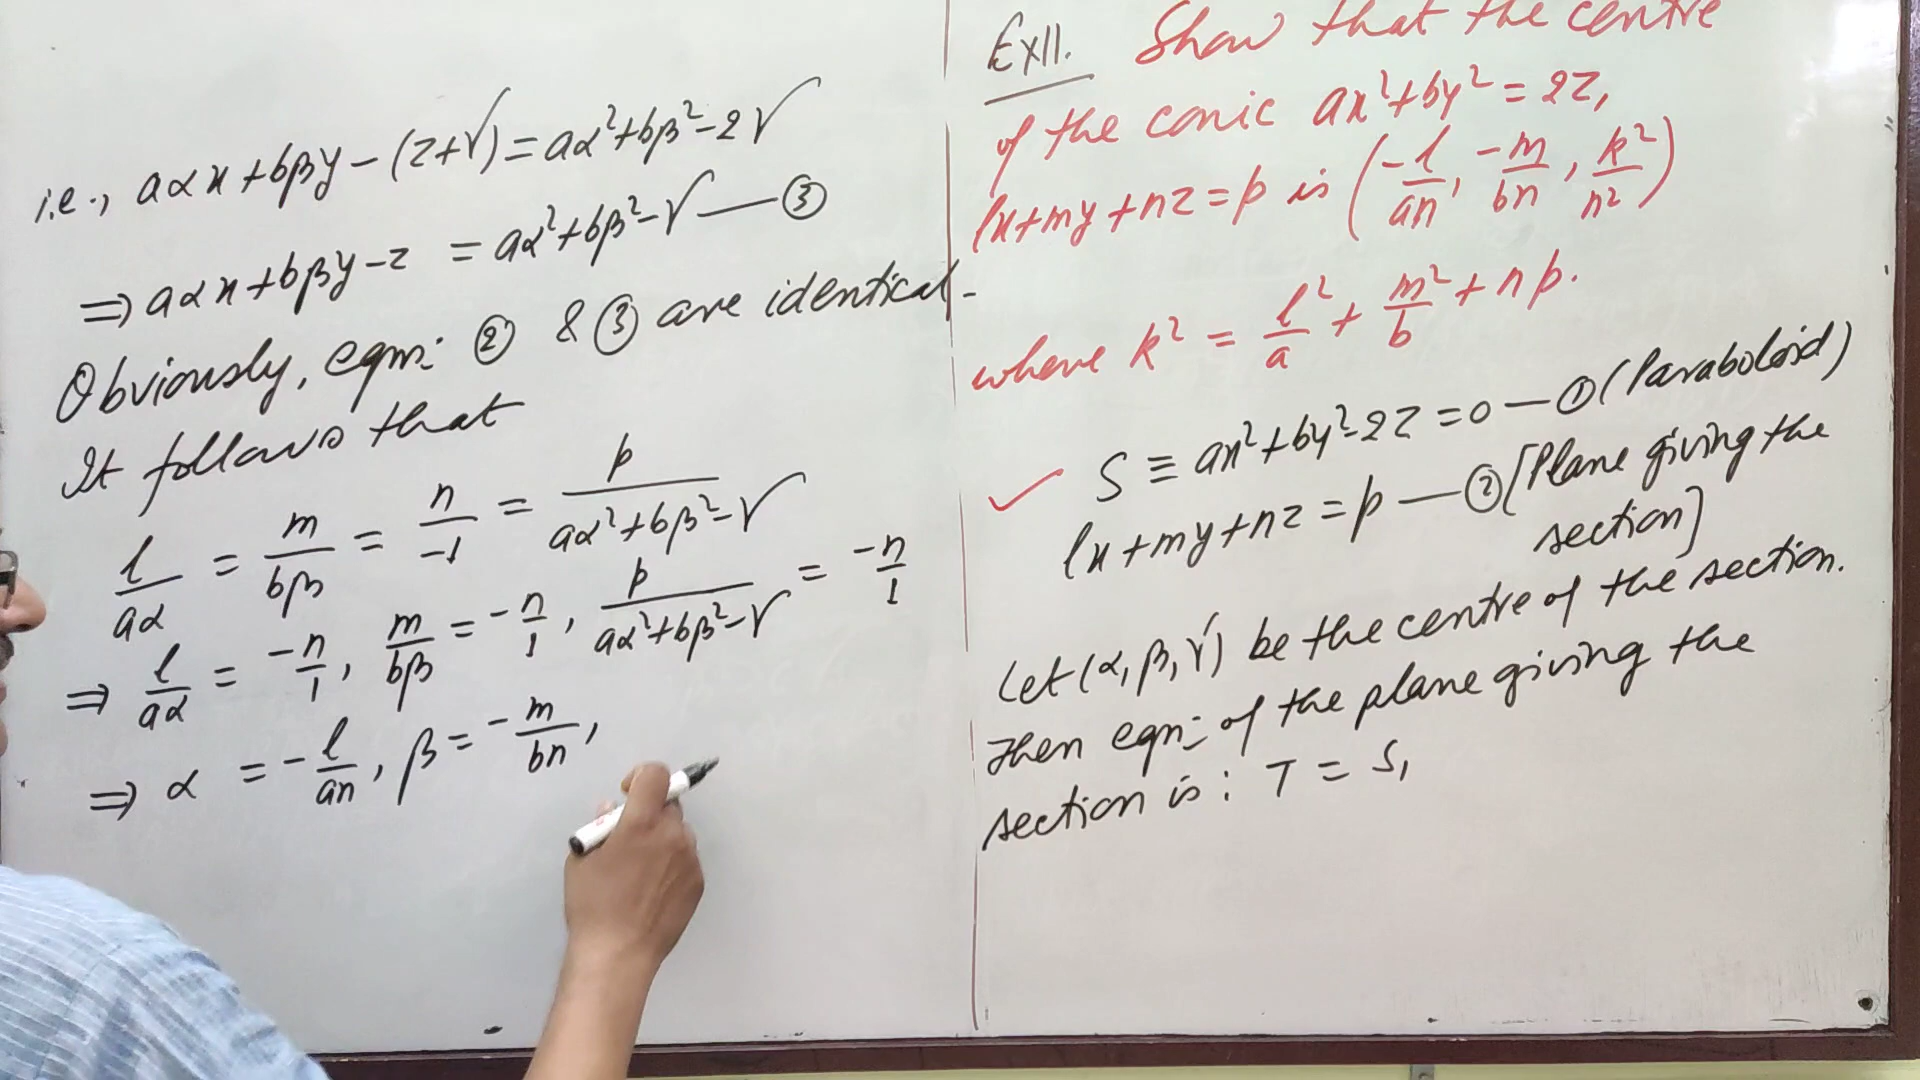 i.e., aαx+bβy-(z+γ)=aα²+bβ²-2γ
⇒ aαx+bβy-z = aα²+bβ²-γ — ③
Obviously, eqn: ② & ③ are identical.
It follows that
l/aα = m/bβ = n/-1 = p/(aα²+bβ²-γ)
⇒ l/aα = -n/1, m/bβ = -n/1, p/(aα²+bβ²-γ) = -n/1
⇒ α = -l/an, β = -m/bn,
Ex11. Show that the centre
of the conic ax²+by²=2z,
lx+my+nz=p is (-l/an, -m/bn, k²/n²)
where k² = l²/a + m²/b + np.
S ≡ ax²+by²-2z=0 — ① (Paraboloid)
lx+my+nz=p — ② [Plane giving the
section]
Let (α, β, γ) be the centre of the section.
Then eqn: of the plane giving the
section is: T = S₁